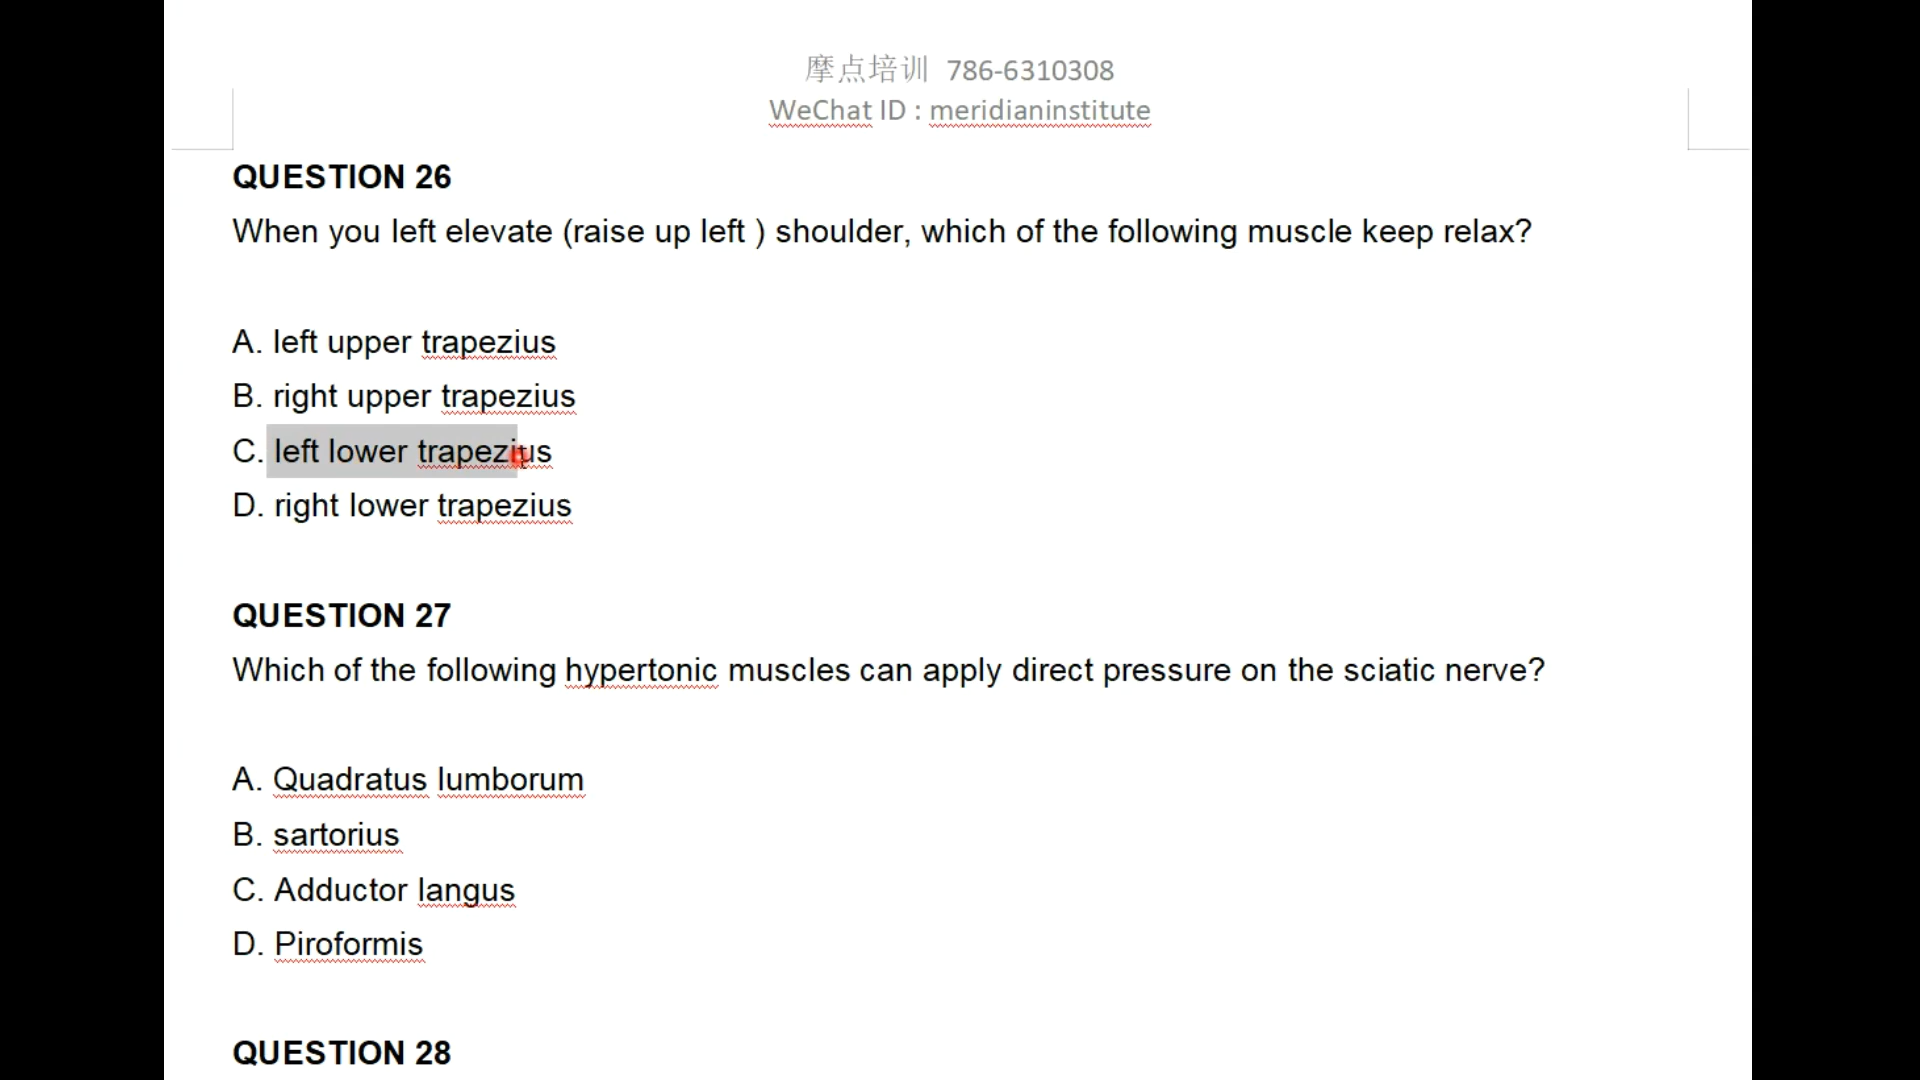 摩点培训 786-6310308
WeChat ID : meridianinstitute
QUESTION 26
When you left elevate (raise up left ) shoulder, which of the following muscle keep relax?
A. left upper trapezius
B. right upper trapezius
C. left lower trapezius
D. right lower trapezius
QUESTION 27
Which of the following hypertonic muscles can apply direct pressure on the sciatic nerve?
A. Quadratus lumborum
B. sartorius
C. Adductor langus
D. Piroformis
QUESTION 28